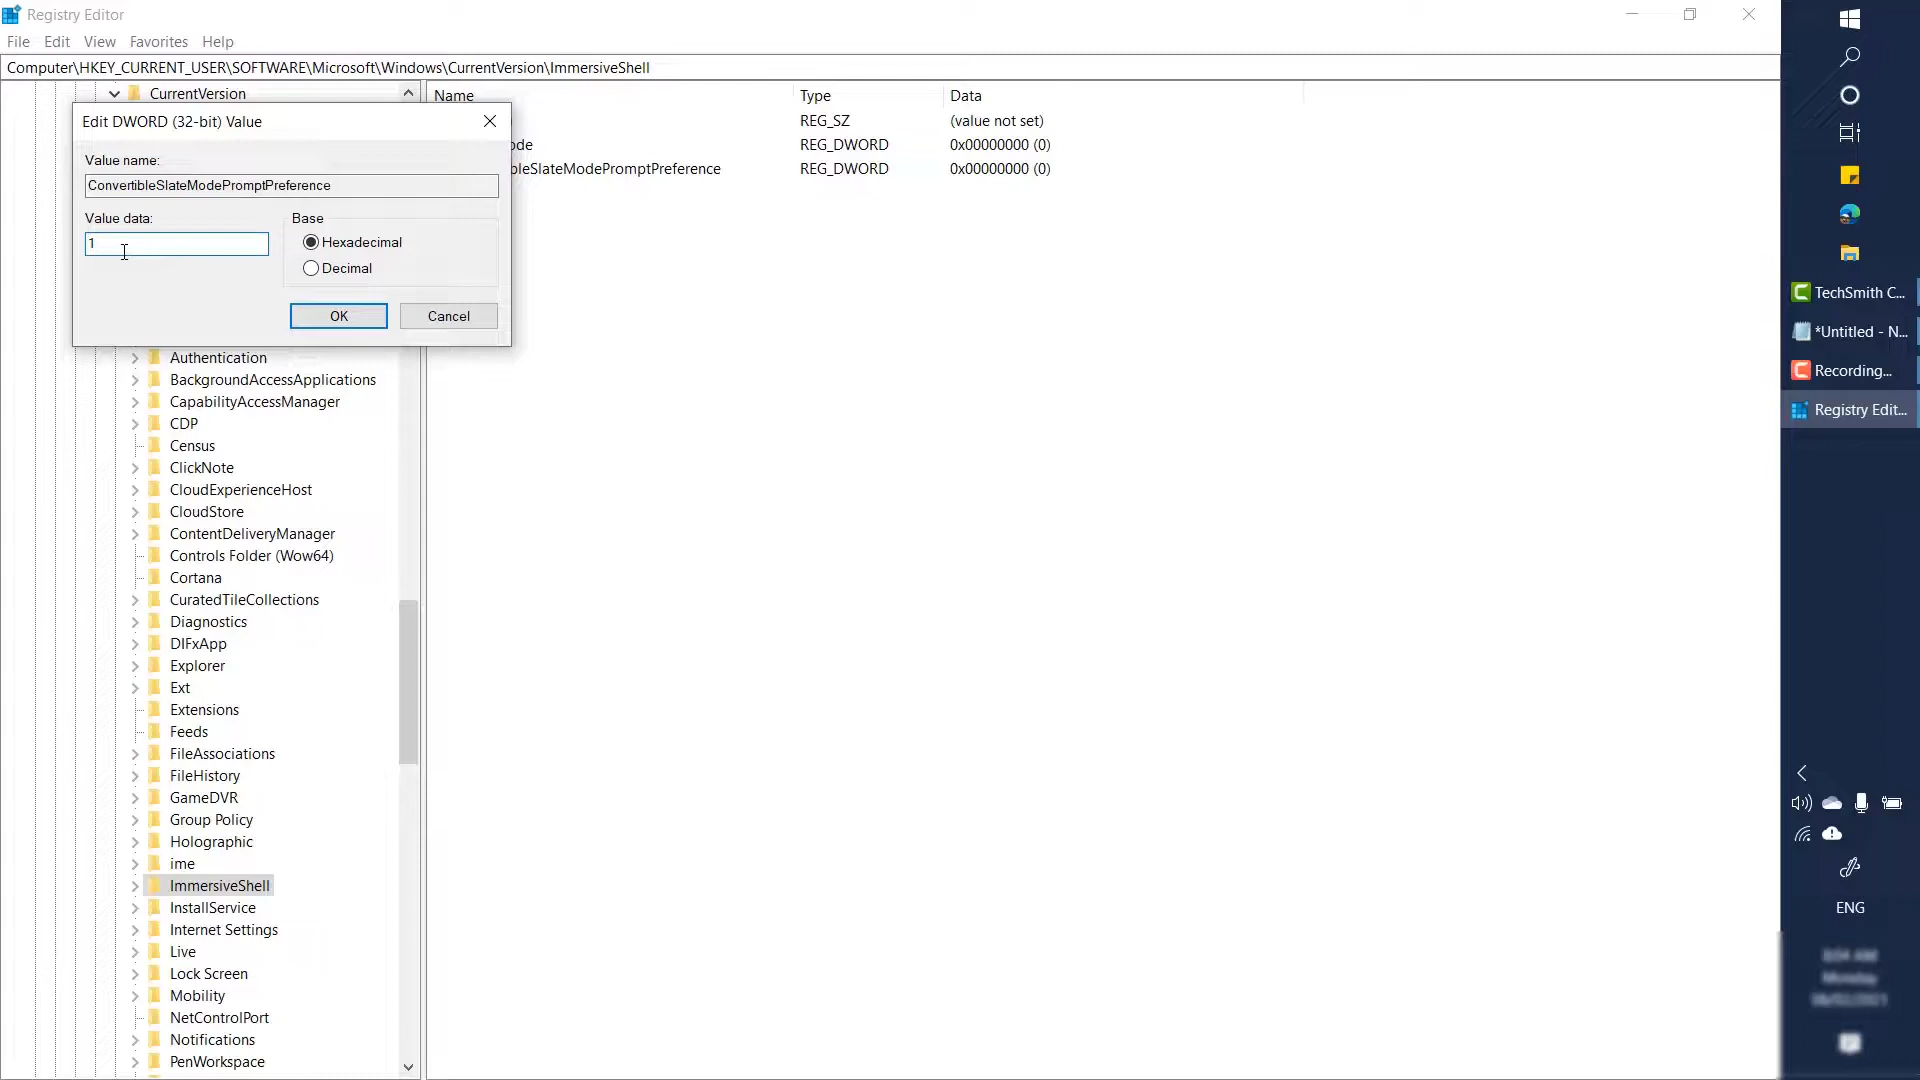 Registry Editor
File Edit View Favorites Help
Computer\HKEY_CURRENT_USER\SOFTWARE\Microsoft\Windows\CurrentVersion\ImmersiveShell
CurrentVersion
Name Type Data
REG_SZ (value not set)
ode REG_DWORD 0x00000000 (0)
bleSlateModePromptPreference REG_DWORD 0x00000000 (0)
Edit DWORD (32-bit) Value
Value name:
ConvertibleSlateModePromptPreference
Value data:
1
Base
Hexadecimal
Decimal
OK
Cancel
Authentication
BackgroundAccessApplications
CapabilityAccessManager
CDP
Census
ClickNote
CloudExperienceHost
CloudStore
ContentDeliveryManager
Controls Folder (Wow64)
Cortana
CuratedTileCollections
Diagnostics
DIFxApp
Explorer
Ext
Extensions
Feeds
FileAssociations
FileHistory
GameDVR
Group Policy
Holographic
ime
ImmersiveShell
InstallService
Internet Settings
Live
Lock Screen
Mobility
NetControlPort
Notifications
PenWorkspace
TechSmith C...
*Untitled - N...
Recording...
Registry Edit...
ENG
Monday